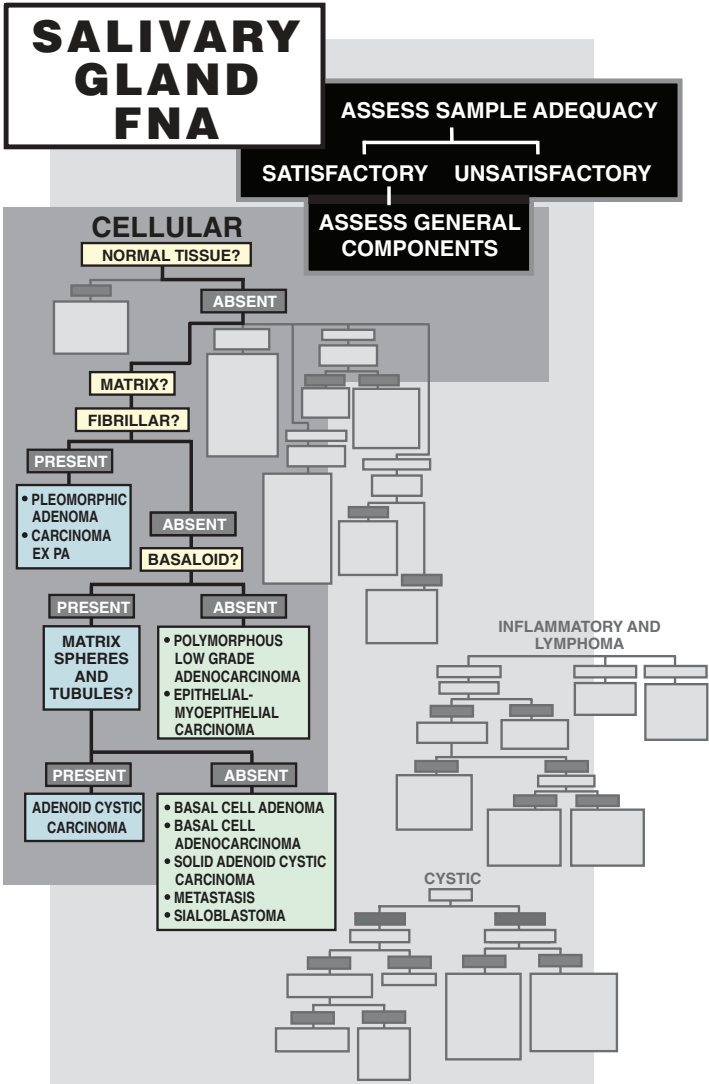 SALIVARY
GLAND
FNA
ASSESS SAMPLE ADEQUACY
SATISFACTORY UNSATISFACTORY
ASSESS GENERAL
COMPONENTS
CELLULAR
NORMAL TISSUE?
ABSENT
MATRIX?
FIBRILLAR?
PRESENT
• PLEOMORPHIC
ADENOMA
• CARCINOMA
EX PA
ABSENT
BASALOID?
PRESENT
MATRIX
SPHERES
AND
TUBULES?
ABSENT
• POLYMORPHOUS
LOW GRADE
ADENOCARCINOMA
• EPITHELIAL-
MYOEPITHELIAL
CARCINOMA
PRESENT
ADENOID CYSTIC
CARCINOMA
ABSENT
• BASAL CELL ADENOMA
• BASAL CELL
ADENOCARCINOMA
• SOLID ADENOID CYSTIC
CARCINOMA
• METASTASIS
• SIALOBLASTOMA
INFLAMMATORY AND
LYMPHOMA
CYSTIC